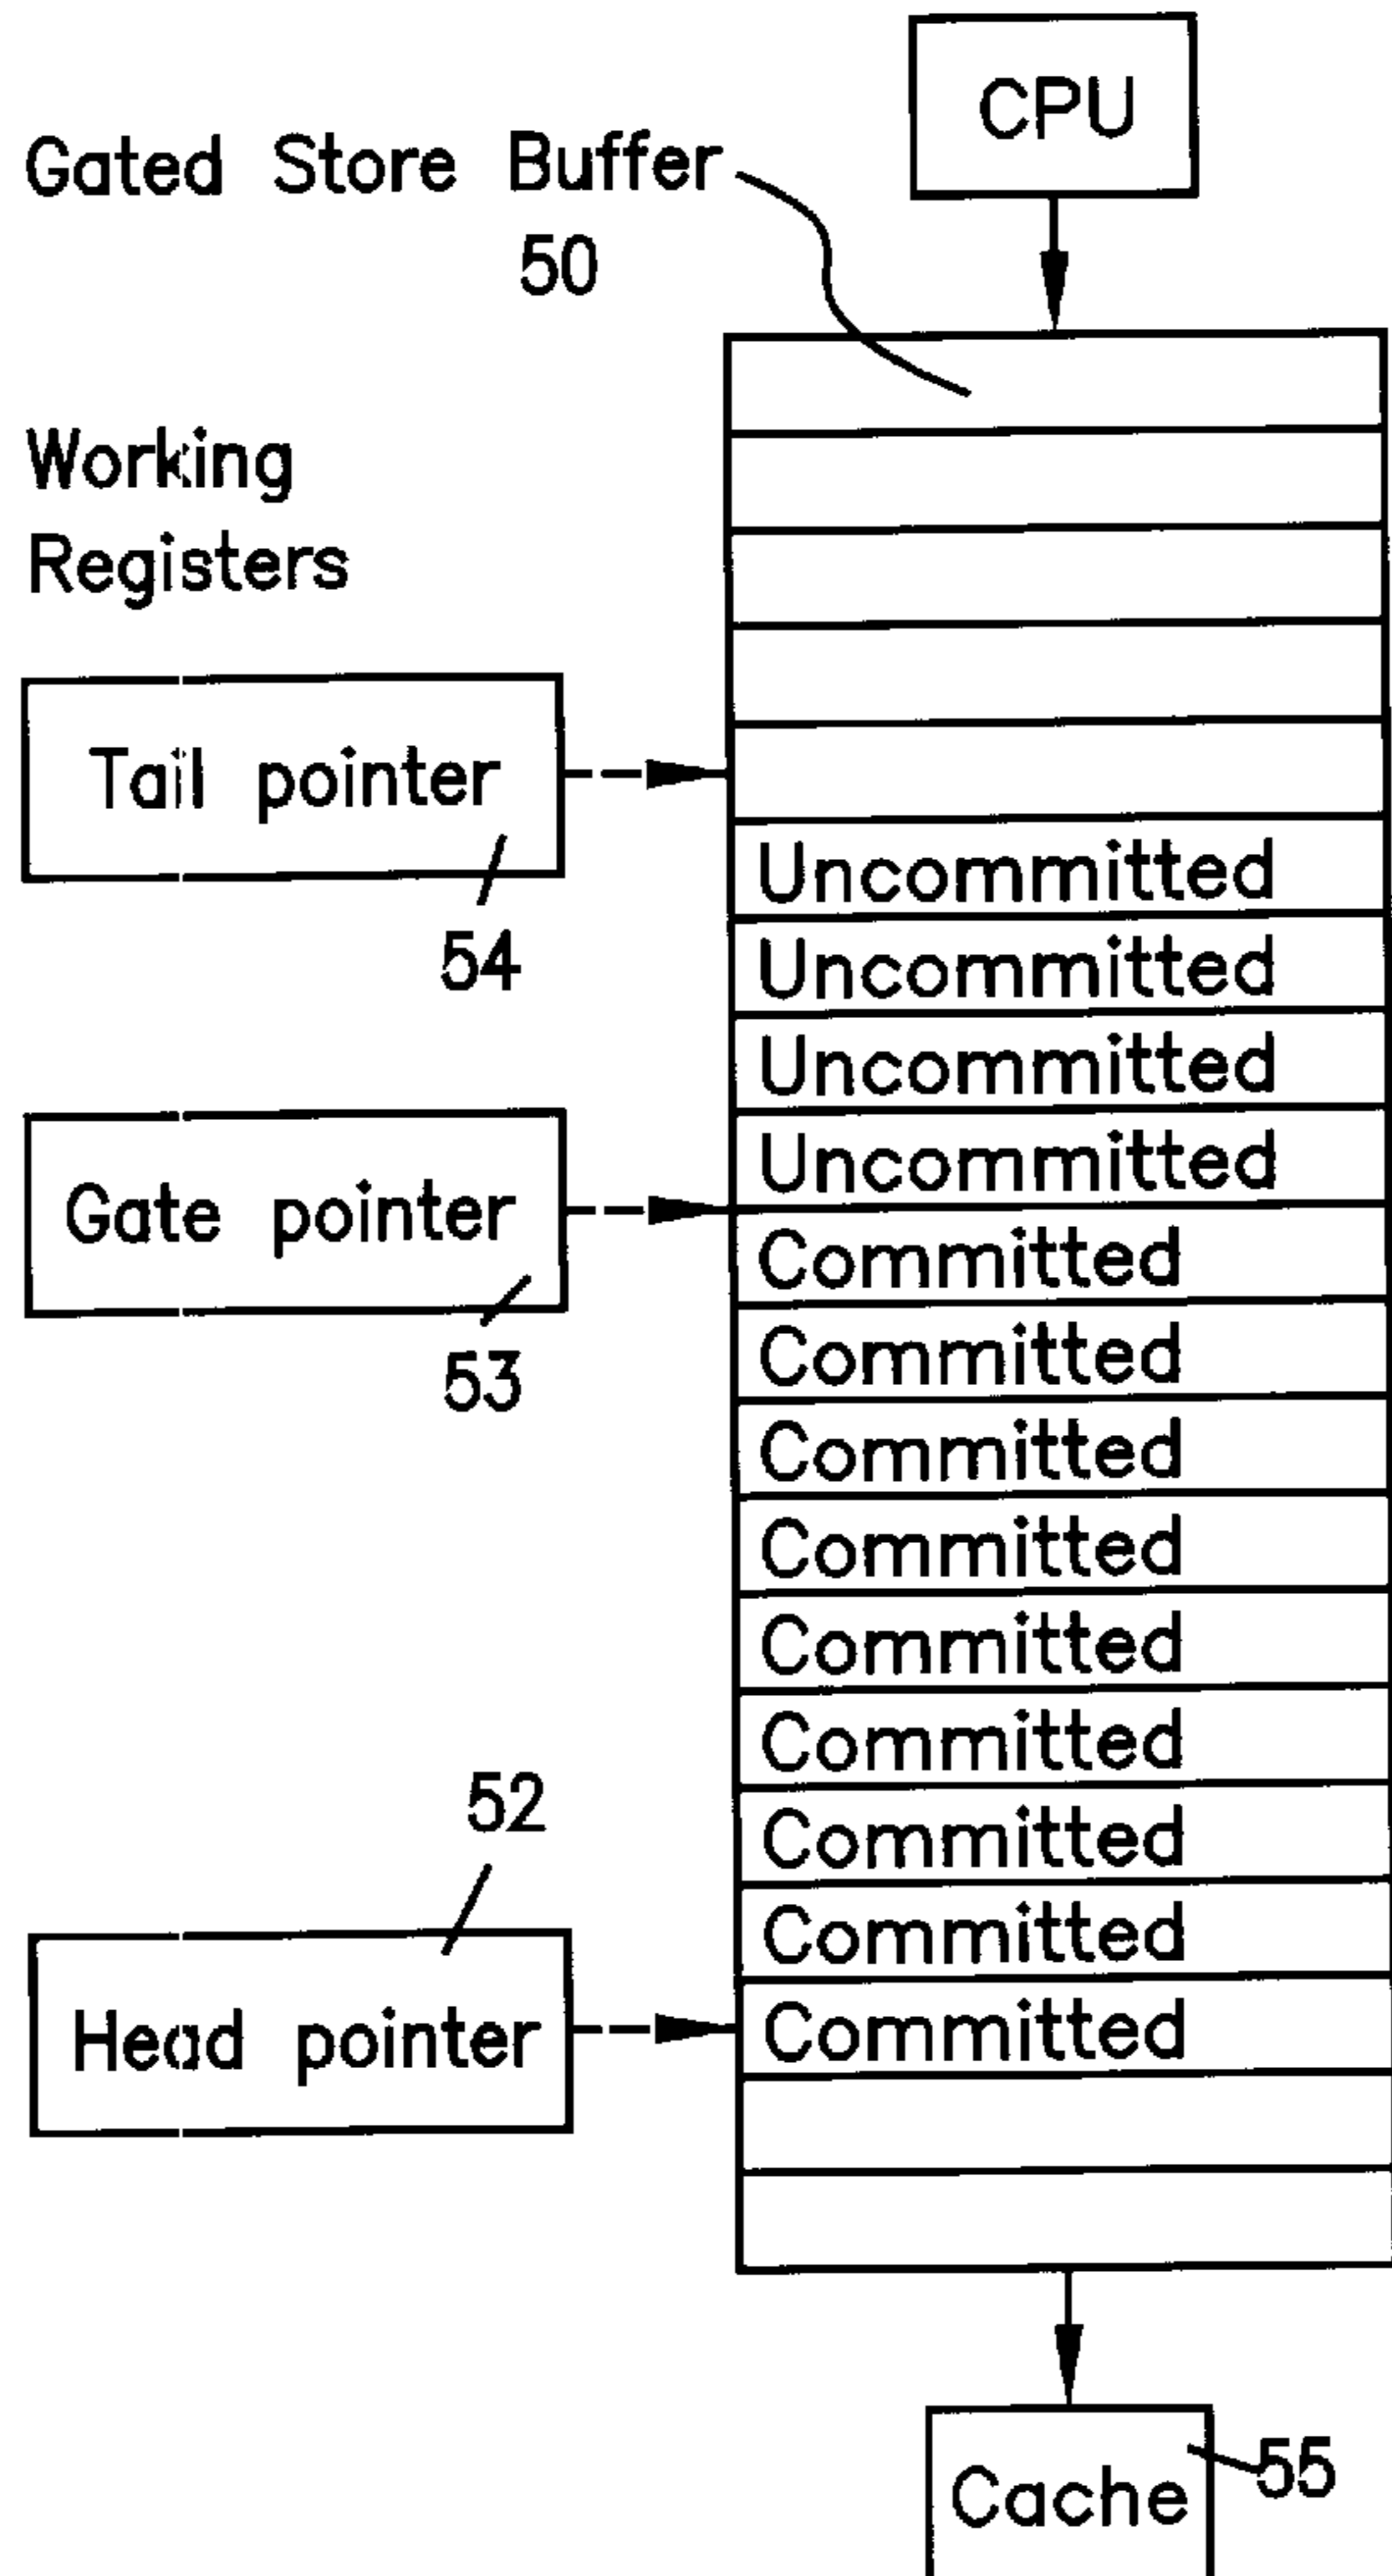 CPU
Gated Store Buffer
50
Working
Registers
Tail pointer
54
Uncommitted
Uncommitted
Uncommitted
Uncommitted
Gate pointer
53
Committed
Committed
Committed
Committed
Committed
Committed
Committed
Committed
52
Head pointer
Committed
Cache
55